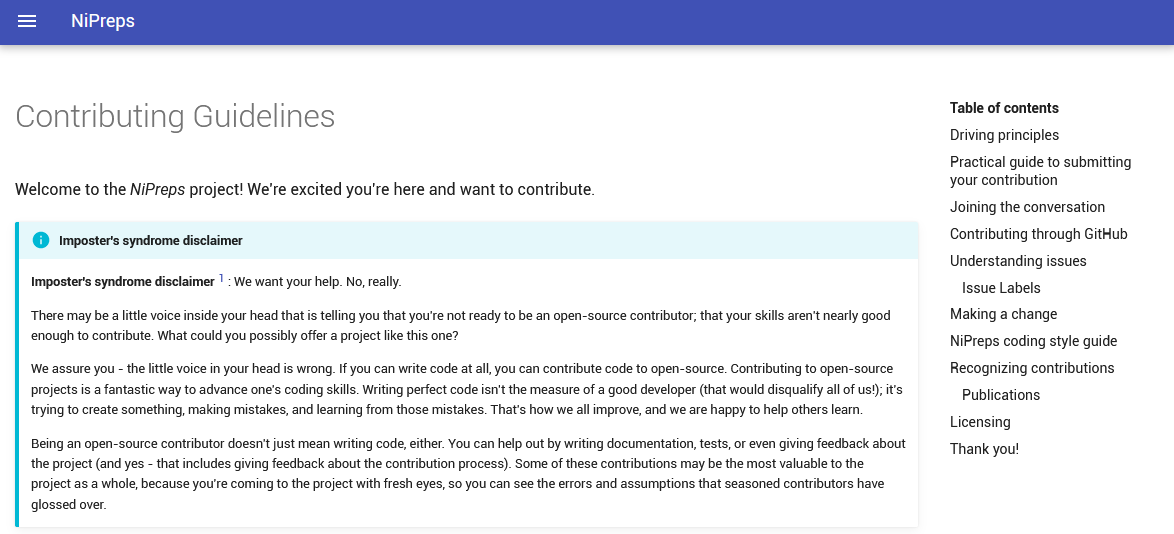 NiPreps
Contributing Guidelines
Welcome to the NiPreps project! We're excited you're here and want to contribute.
Imposter's syndrome disclaimer
Imposter's syndrome disclaimer 1 : We want your help. No, really.
There may be a little voice inside your head that is telling you that you're not ready to be an open-source contributor; that your skills aren't nearly good
enough to contribute. What could you possibly offer a project like this one?
We assure you - the little voice in your head is wrong. If you can write code at all, you can contribute code to open-source. Contributing to open-source
projects is a fantastic way to advance one's coding skills. Writing perfect code isn't the measure of a good developer (that would disqualify all of us!); it's
trying to create something, making mistakes, and learning from those mistakes. That's how we all improve, and we are happy to help others learn.
Being an open-source contributor doesn't just mean writing code, either. You can help out by writing documentation, tests, or even giving feedback about
the project (and yes - that includes giving feedback about the contribution process). Some of these contributions may be the most valuable to the
project as a whole, because you're coming to the project with fresh eyes, so you can see the errors and assumptions that seasoned contributors have
glossed over.
Table of contents
Driving principles
Practical guide to submitting
your contribution
Joining the conversation
Contributing through GitHub
Understanding issues
Issue Labels
Making a change
NiPreps coding style guide
Recognizing contributions
Publications
Licensing
Thank you!